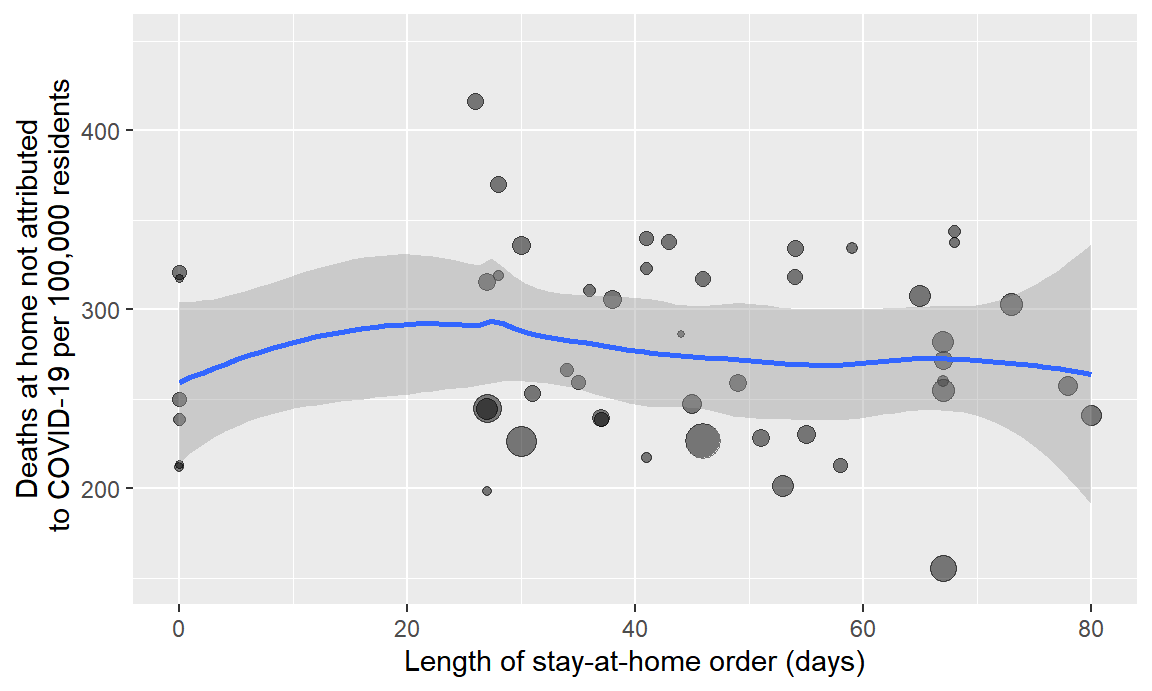 Deaths at home not attributed
to COVID-19 per 100,000 residents
400
300
200
0 20 40 60 80
Length of stay-at-home order (days)